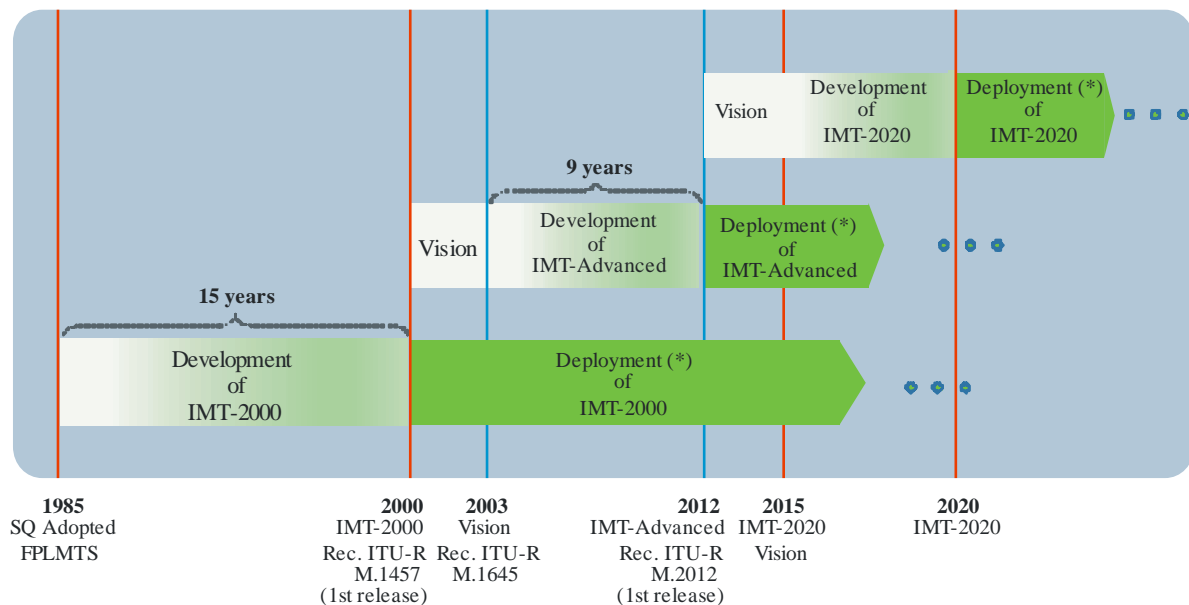 Vision
Development
of
IMT-2020
Deployment (*)
of
IMT-2020
9 years
Vision
Development
of
IMT-Advanced
Deployment (*)
of
IMT-Advanced
15 years
Development
of
IMT-2000
Deployment (*)
of
IMT-2000
1985
SQ Adopted
FPLMTS
2000
IMT-2000
Rec. ITU-R
M.1457
(1st release)
2003
Vision
Rec. ITU-R
M.1645
2012
IMT-Advanced
Rec. ITU-R
M.2012
(1st release)
2015
IMT-2020
Vision
2020
IMT-2020